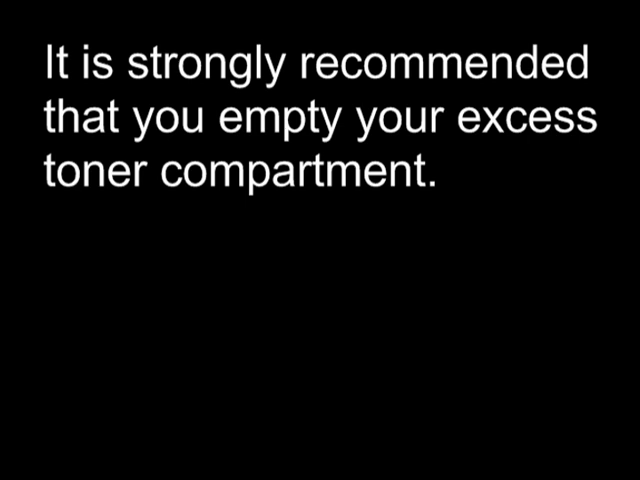 It is strongly recommended
that you empty your excess
toner compartment.